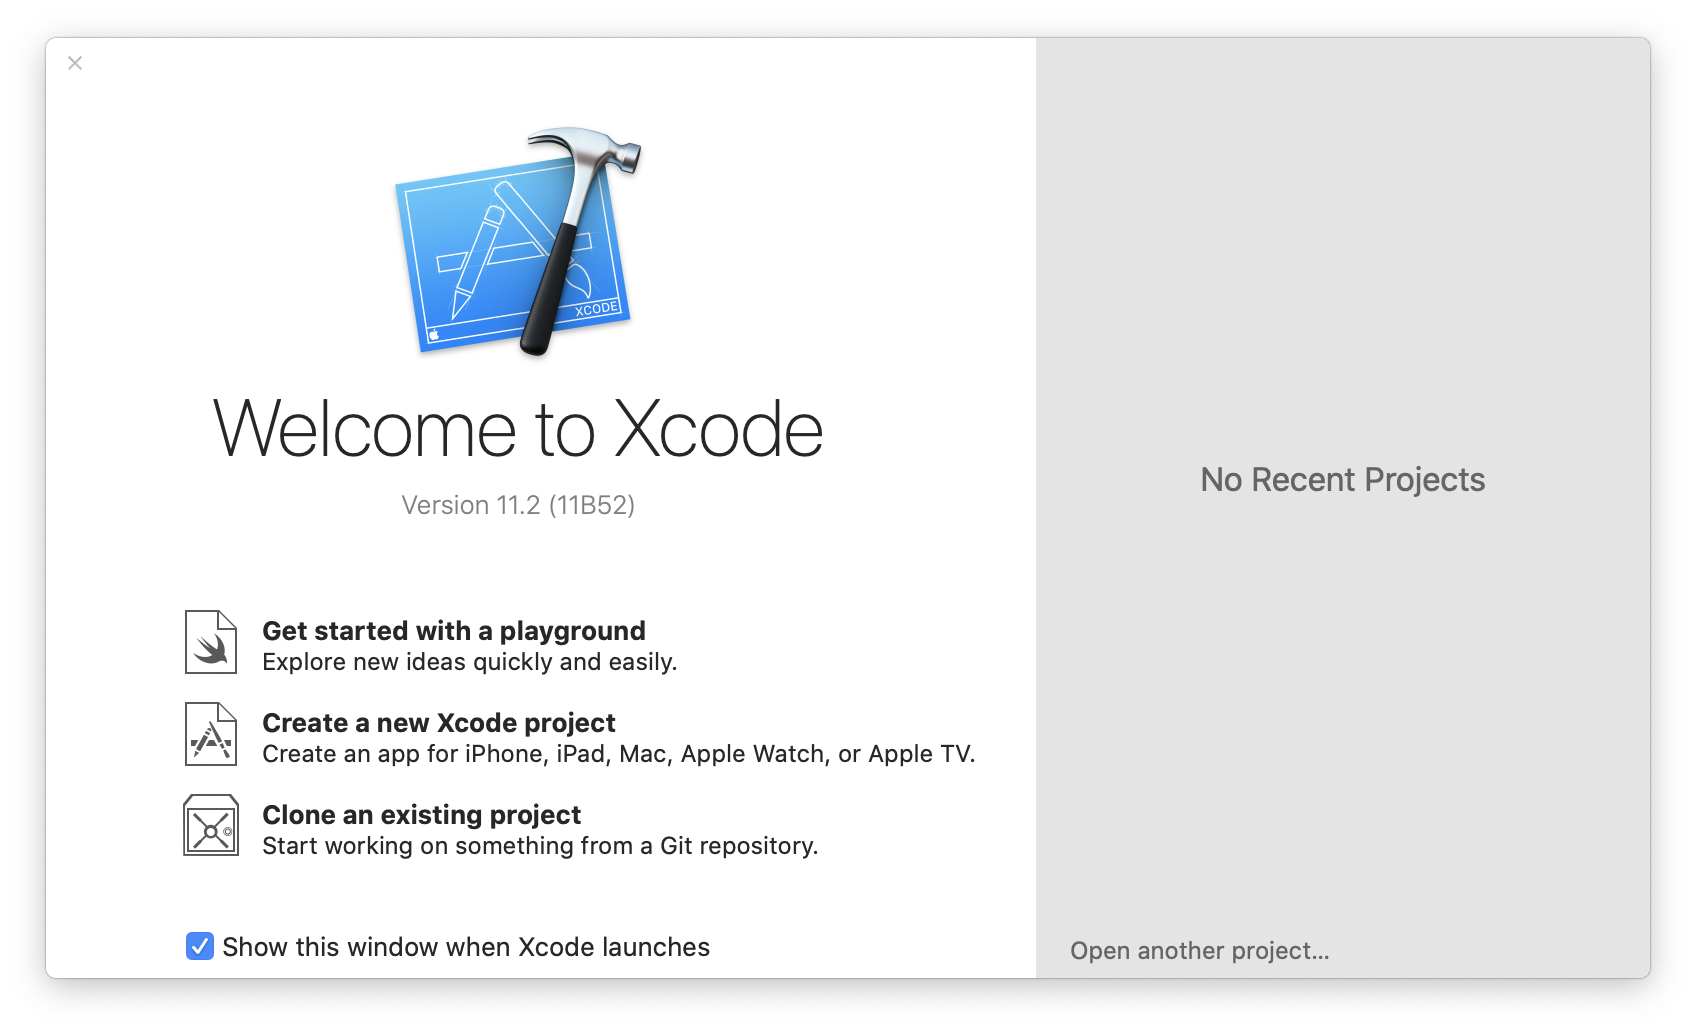 XCODE
Welcome to Xcode
Version 11.2 (11B52)
Get started with a playground
Explore new ideas quickly and easily.
Create a new Xcode project
Create an app for iPhone, iPad, Mac, Apple Watch, or Apple TV.
Clone an existing project
Start working on something from a Git repository.
Show this window when Xcode launches
No Recent Projects
Open another project...